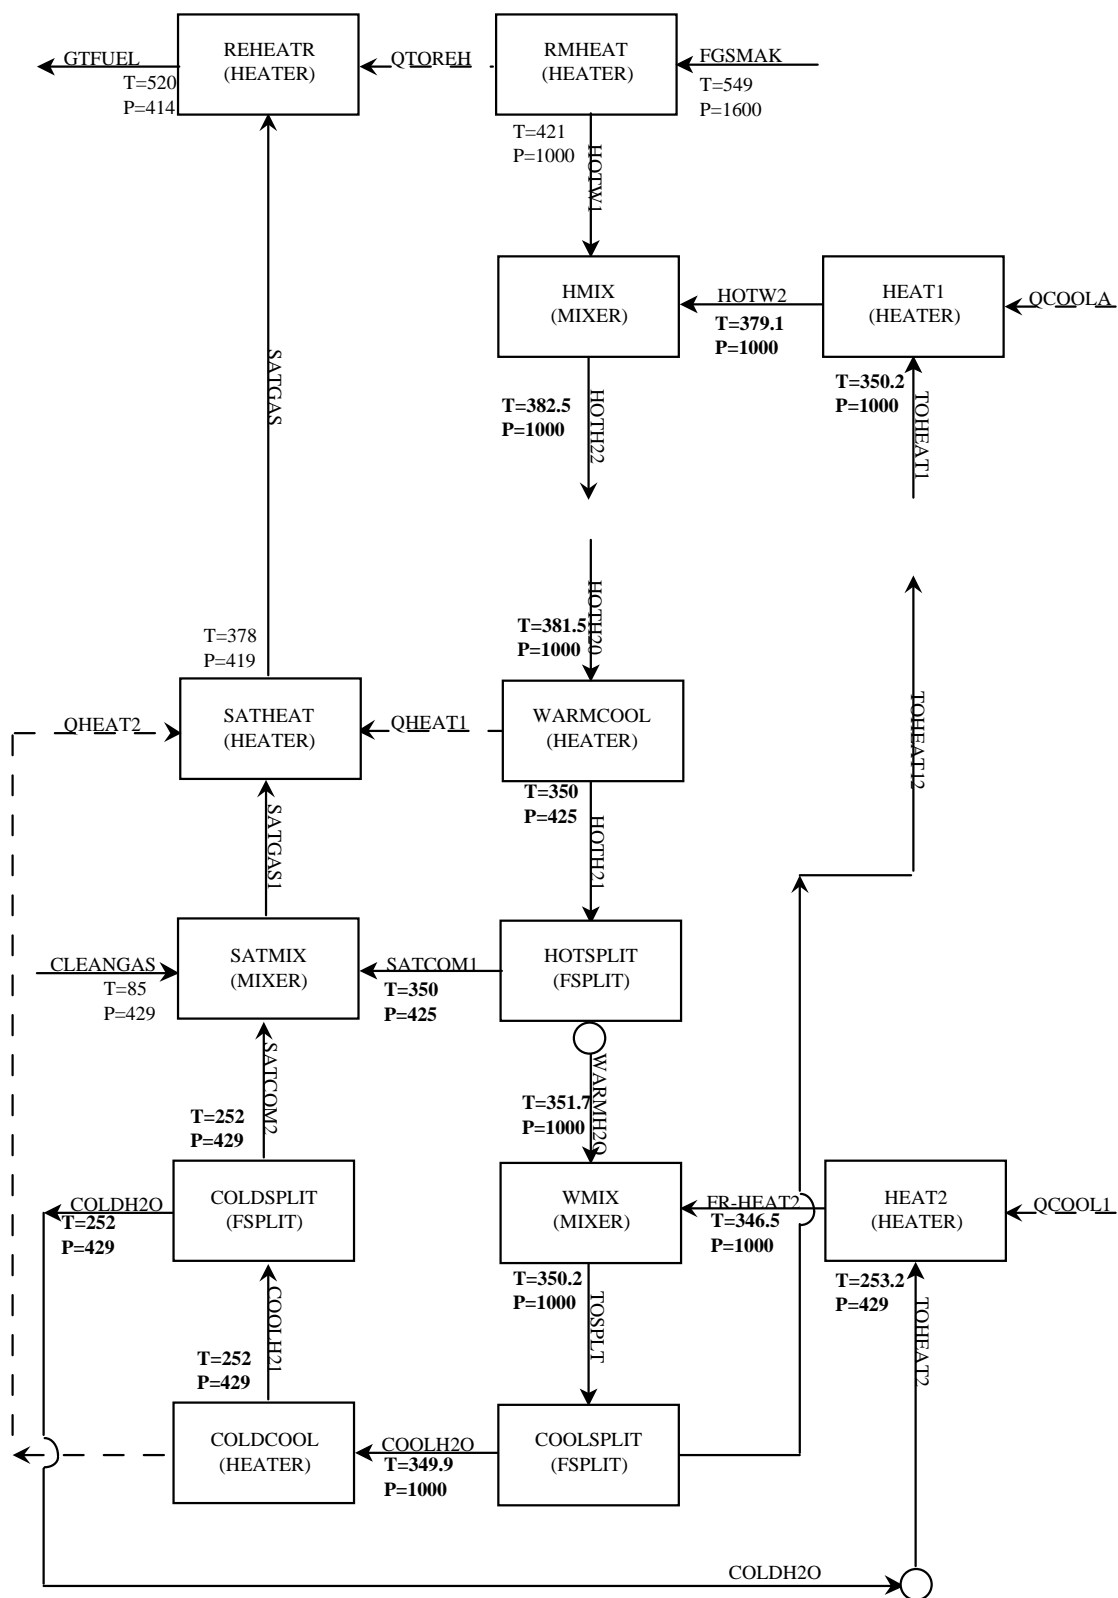 GTFUEL
T=520
P=414
REHEATR
(HEATER)
QTOREH
RMHEAT
(HEATER)
FGSMAK
T=549
P=1600
T=421
P=1000
HOTW1
HMIX
(MIXER)
HOTW2
T=379.1
P=1000
HEAT1
(HEATER)
QCOOLA
SATGAS
T=382.5
P=1000
HOTH22
T=350.2
P=1000
TOHEAT1
T=381.5
P=1000
HOTH20
T=378
P=419
QHEAT2
SATHEAT
(HEATER)
QHEAT1
WARMCOOL
(HEATER)
TOHEAT12
T=350
P=425
SATGAS1
HOTH21
CLEANGAS
T=85
P=429
SATMIX
(MIXER)
SATCOM1
T=350
P=425
HOTSPLIT
(FSPLIT)
SATCOM2
WARMH2O
T=351.7
P=1000
T=252
P=429
COLDH2O
T=252
P=429
COLDSPLIT
(FSPLIT)
WMIX
(MIXER)
FR-HEAT2
T=346.5
P=1000
HEAT2
(HEATER)
QCOOL1
T=350.2
P=1000
TOSPLT
T=253.2
P=429
TOHEAT2
COOLH21
T=252
P=429
COLDCOOL
(HEATER)
COOLH2O
T=349.9
P=1000
COOLSPLIT
(FSPLIT)
COLDH2O